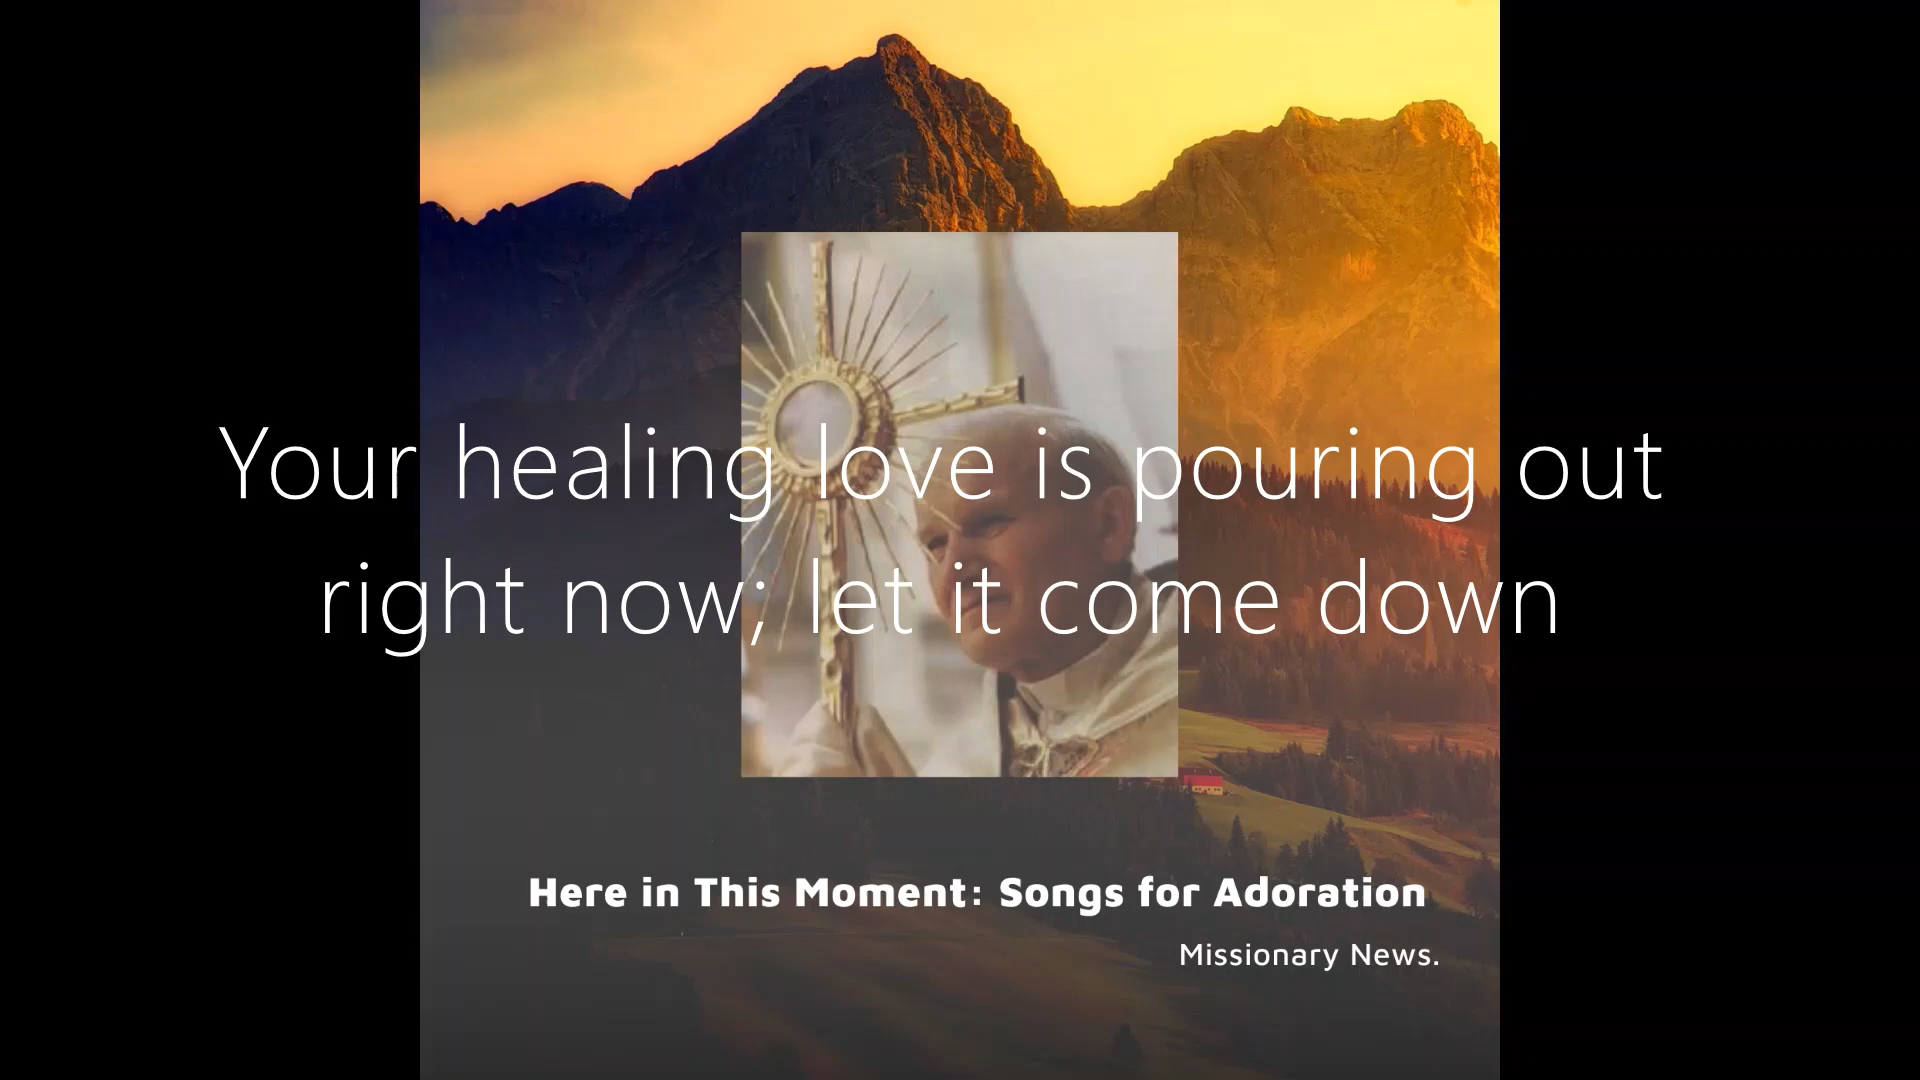 Your healing love is pouring out
right now; let it come down
Here in This Moment: Songs for Adoration
Missionary News.